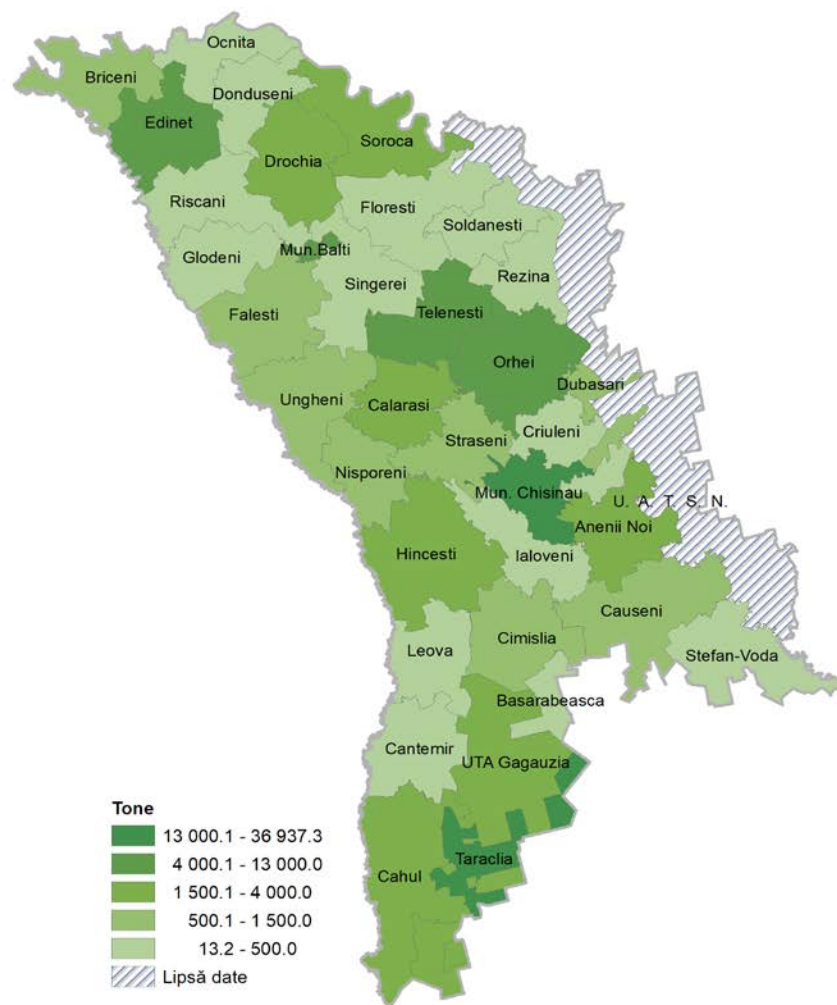 Ocnita
Briceni
Donduseni
Edinet
Soroca
Drochia
Riscani
Floresti
Soldanesti
Mun.Balti
Glodeni
Rezina
Singerei
Telenesti
Falesti
Orhei
Dubasari
Ungheni
Calarasi
Criuleni
Straseni
Nisporeni
Mun. Chisinau
U. A. T. S. N.
Anenii Noi
Hincesti
Ialoveni
Causeni
Cimislia
Leova
Stefan-Voda
Basarabeasca
Cantemir
UTA Gagauzia
Taraclia
Cahul
Tone
13 000.1 - 36 937.3
4 000.1 - 13 000.0
1 500.1 - 4 000.0
500.1 - 1 500.0
13.2 - 500.0
Lipsă date